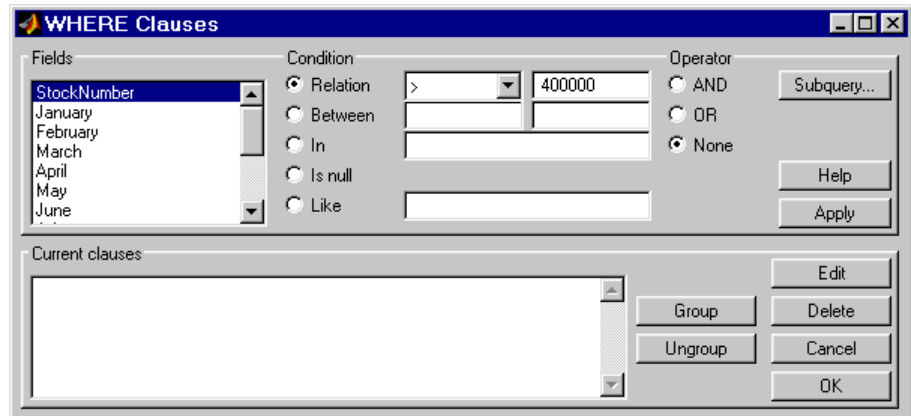 WHERE Clauses
Fields
Condition
Operator
StockNumber
January
February
March
April
May
June
Relation
>
400000
Between
In
Is null
Like
AND
OR
None
Subquery...
Help
Apply
Current clauses
Group
Ungroup
Edit
Delete
Cancel
OK